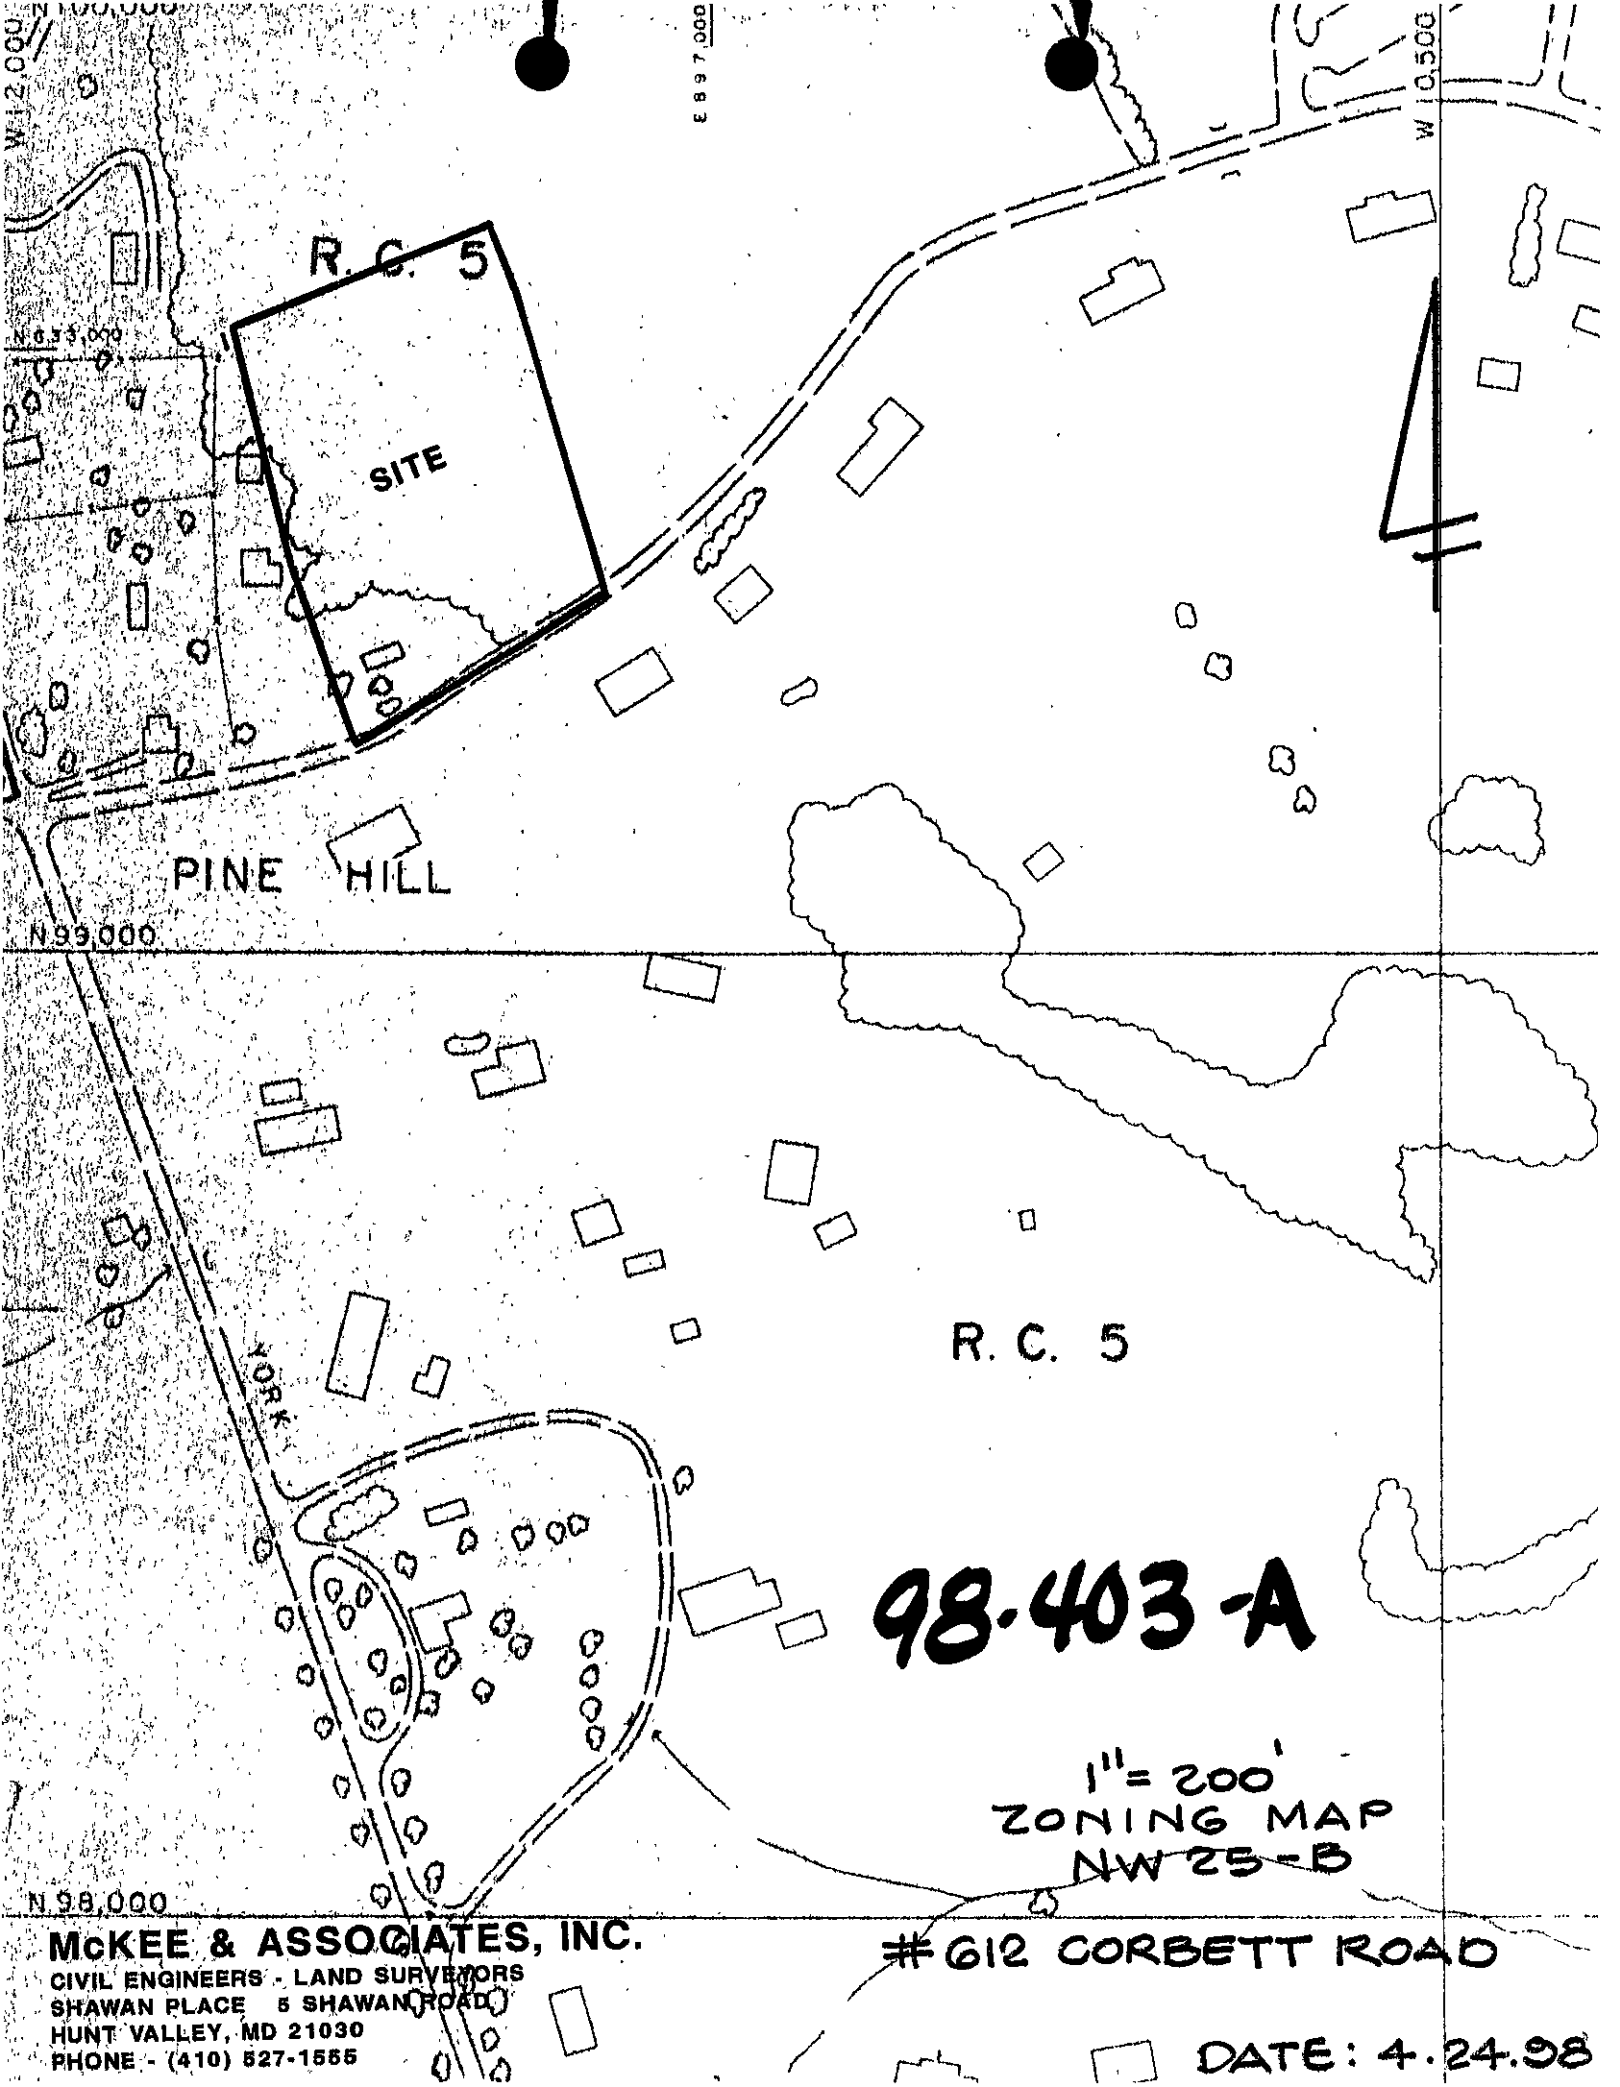 N 100,000
W 12,000
E 897,000
W 10,500
R. C. 5
N 633,000
SITE
PINE HILL
N 99,000
YORK
R. C. 5
98-403-A
1" = 200'
ZONING MAP
NW 25-B
N 98,000
McKEE & ASSOCIATES, INC.
CIVIL ENGINEERS - LAND SURVEYORS
SHAWAN PLACE 5 SHAWAN ROAD
HUNT VALLEY, MD 21030
PHONE - (410) 527-1555
# 612 CORBETT ROAD
DATE: 4.24.98